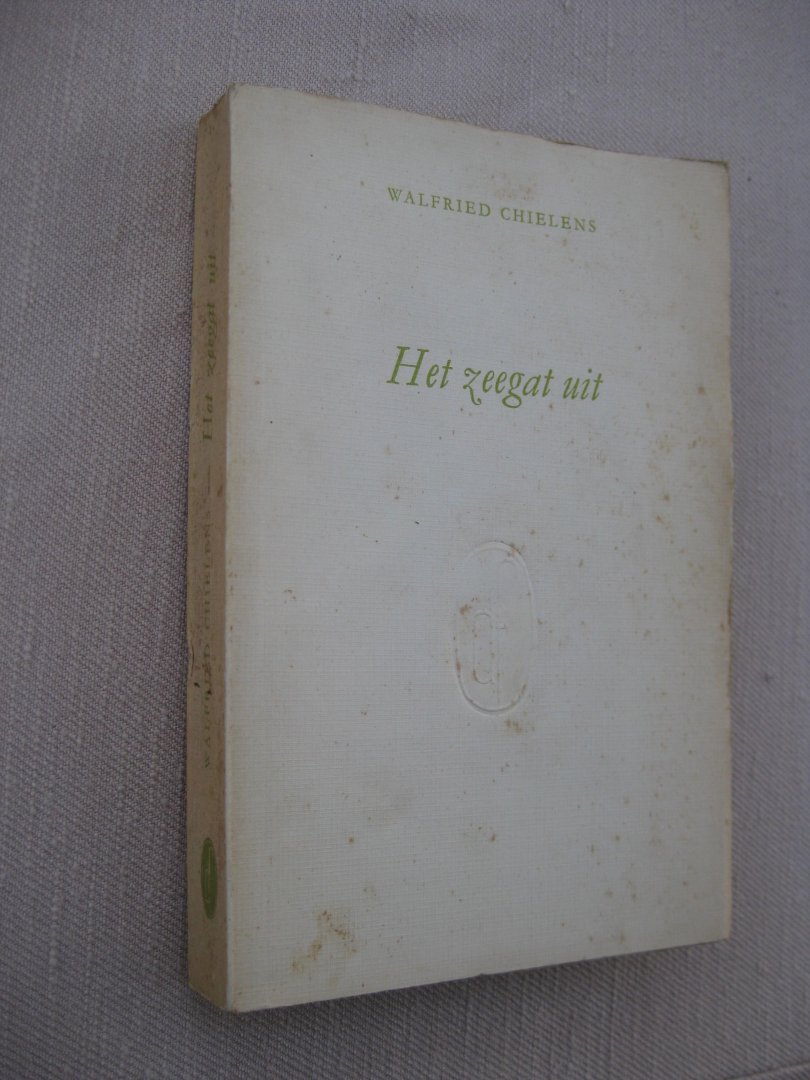 WALFRIED CHIELENS
Het zeegat uit
WALFRIED CHIELENS — Het zeegat uit